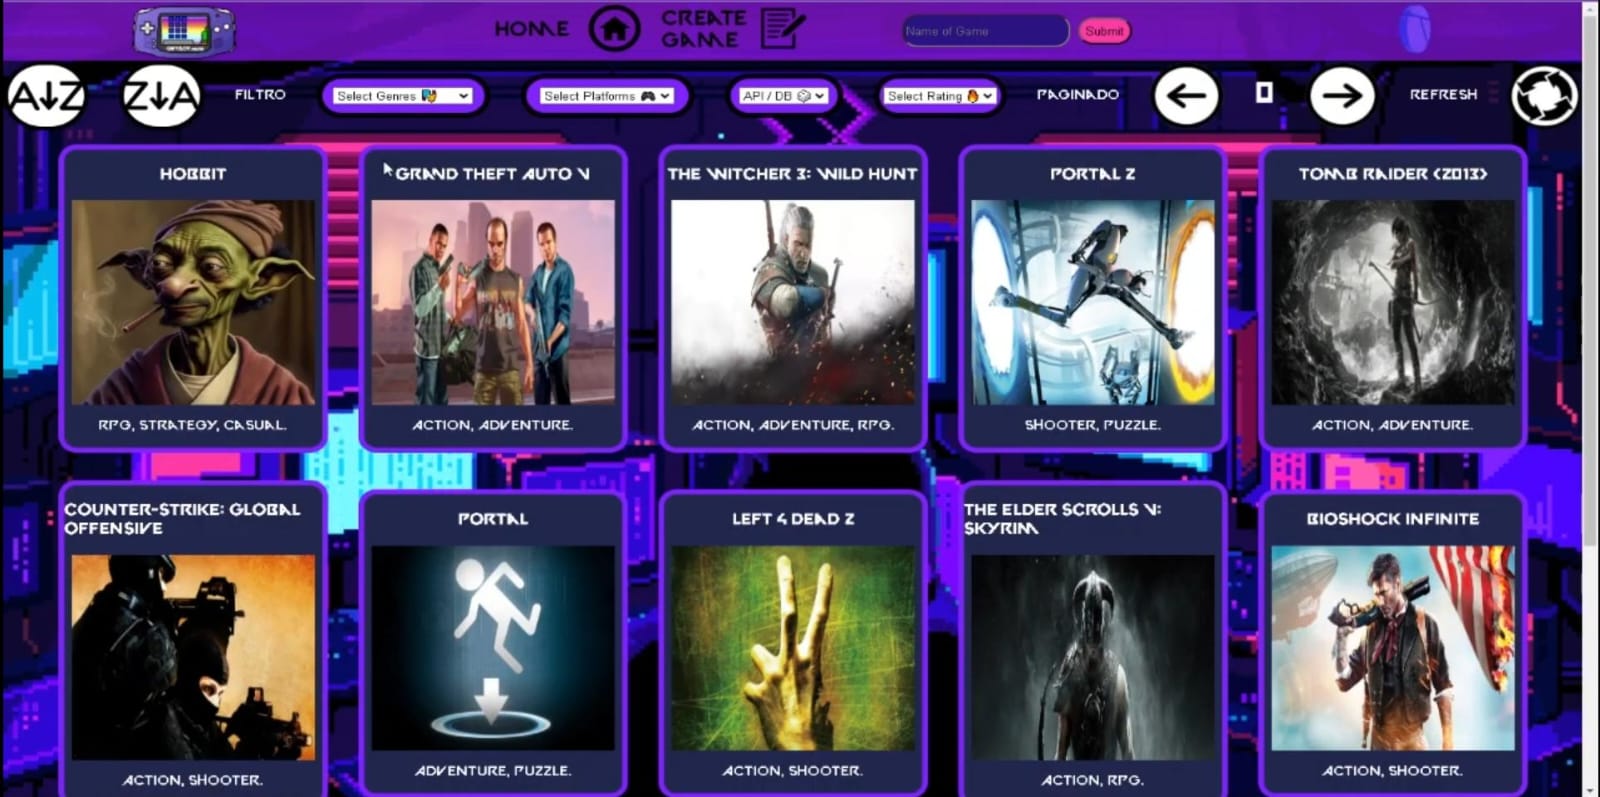 HOME
CREATE
GAME
Name of Game
Submit
A↓Z
Z↓A
FILTRO
Select Genres
Select Platforms
API / DB
Select Rating
PAGINADO
0
REFRESH
HOBBIT
GRAND THEFT AUTO V
THE WITCHER 3: WILD HUNT
PORTAL 2
TOMB RAIDER (2013)
RPG, STRATEGY, CASUAL.
ACTION, ADVENTURE.
ACTION, ADVENTURE, RPG.
SHOOTER, PUZZLE.
ACTION, ADVENTURE.
COUNTER-STRIKE: GLOBAL
OFFENSIVE
PORTAL
LEFT 4 DEAD 2
THE ELDER SCROLLS V:
SKYRIM
BIOSHOCK INFINITE
ACTION, SHOOTER.
ADVENTURE, PUZZLE.
ACTION, SHOOTER.
ACTION, RPG.
ACTION, SHOOTER.